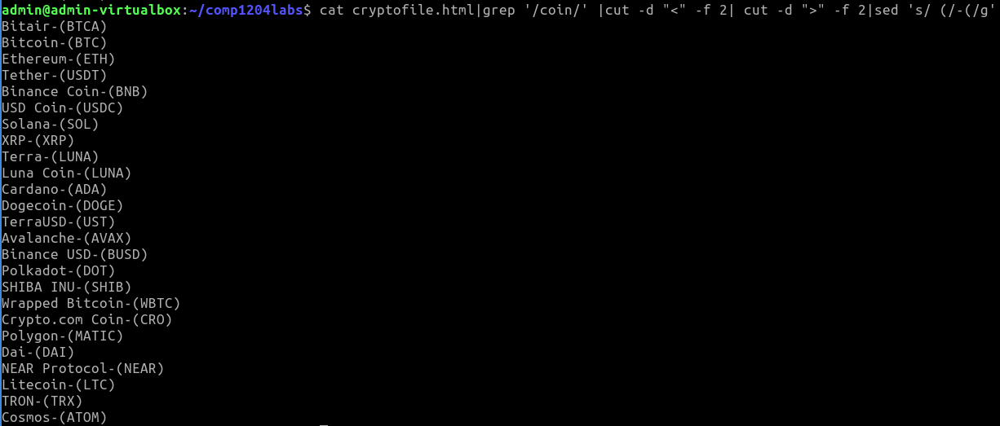 admin@admin-virtualbox:~/comp1204labs$ cat cryptofile.html|grep '/coin/' |cut -d "<" -f 2| cut -d ">" -f 2|sed 's/ (/-(/g'
Bitair-(BTCA)
Bitcoin-(BTC)
Ethereum-(ETH)
Tether-(USDT)
Binance Coin-(BNB)
USD Coin-(USDC)
Solana-(SOL)
XRP-(XRP)
Terra-(LUNA)
Luna Coin-(LUNA)
Cardano-(ADA)
Dogecoin-(DOGE)
TerraUSD-(UST)
Avalanche-(AVAX)
Binance USD-(BUSD)
Polkadot-(DOT)
SHIBA INU-(SHIB)
Wrapped Bitcoin-(WBTC)
Crypto.com Coin-(CRO)
Polygon-(MATIC)
Dai-(DAI)
NEAR Protocol-(NEAR)
Litecoin-(LTC)
TRON-(TRX)
Cosmos-(ATOM)